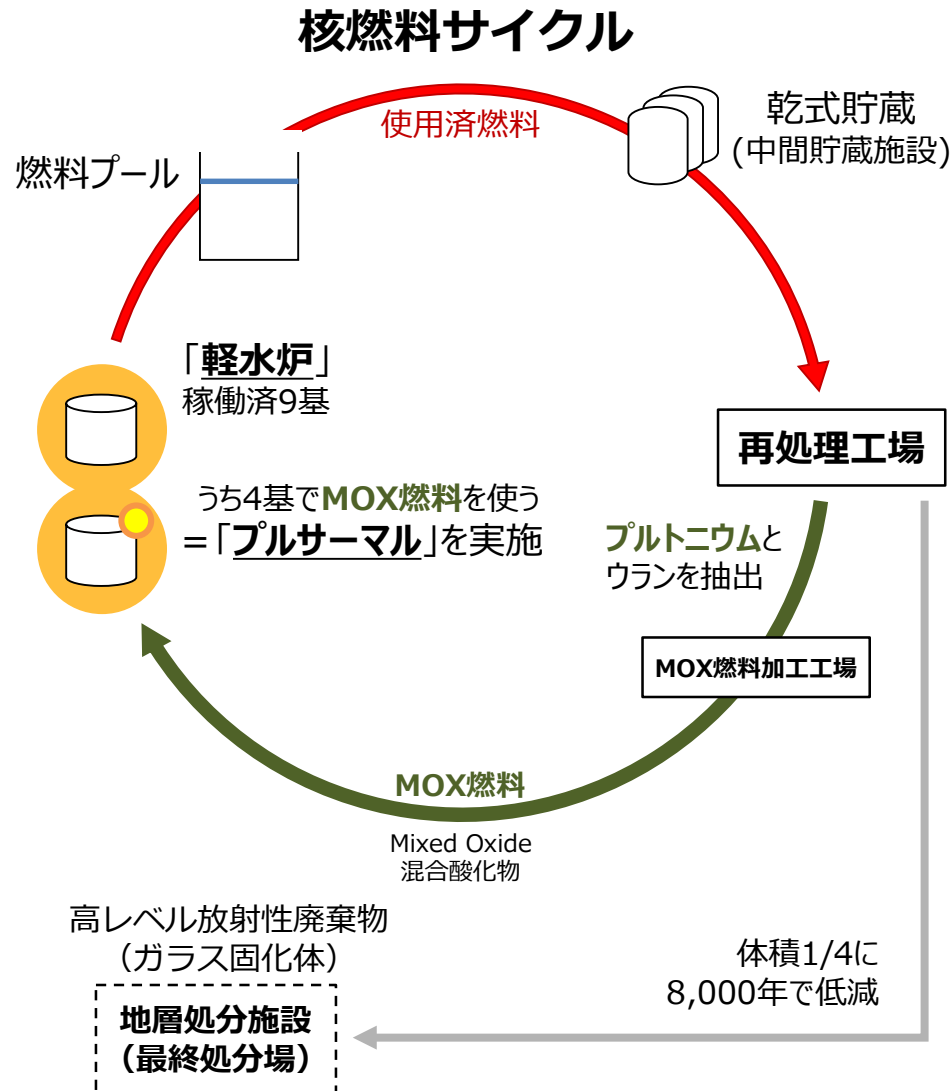 核燃料サイクル
使用済燃料
乾式貯蔵
(中間貯蔵施設)
燃料プール
「軽水炉」
稼働済9基
再処理工場
うち4基でMOX燃料を使う
=「プルサーマル」を実施
プルトニウムと
ウランを抽出
MOX燃料加工工場
MOX燃料
Mixed Oxide
混合酸化物
高レベル放射性廃棄物
（ガラス固化体）
地層処分施設
（最終処分場）
体積1/4に
8,000年で低減